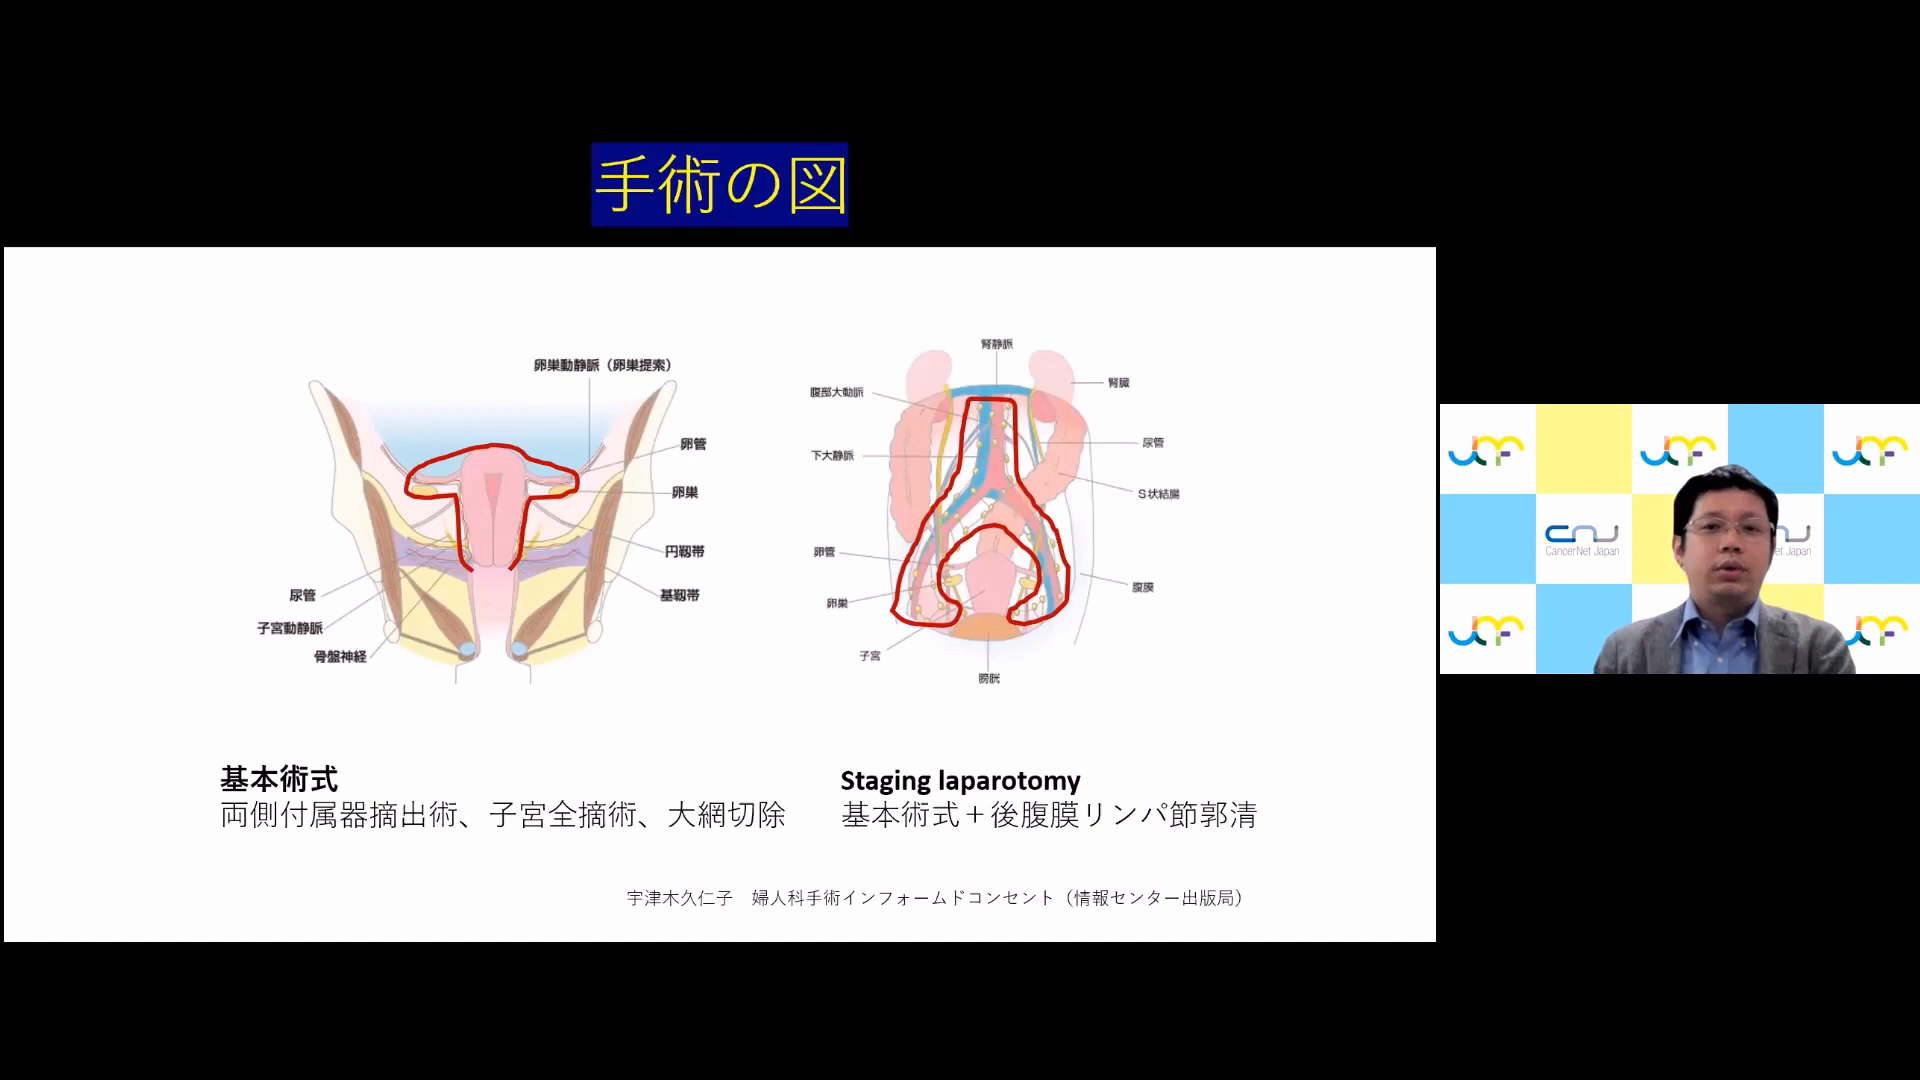 手術の図
卵巣動静脈（卵巣提索）
卵管
卵巣
円靱帯
基靱帯
尿管
子宮動静脈
骨盤神経
腎静脈
腹部大動脈
腎臓
下大静脈
尿管
S状結腸
卵管
腹膜
卵巣
子宮
膀胱
基本術式
両側付属器摘出術、子宮全摘術、大網切除
Staging laparotomy
基本術式＋後腹膜リンパ節郭清
宇津木久仁子　婦人科手術インフォームドコンセント（情報センター出版局）
CancerNet Japan
et Japan